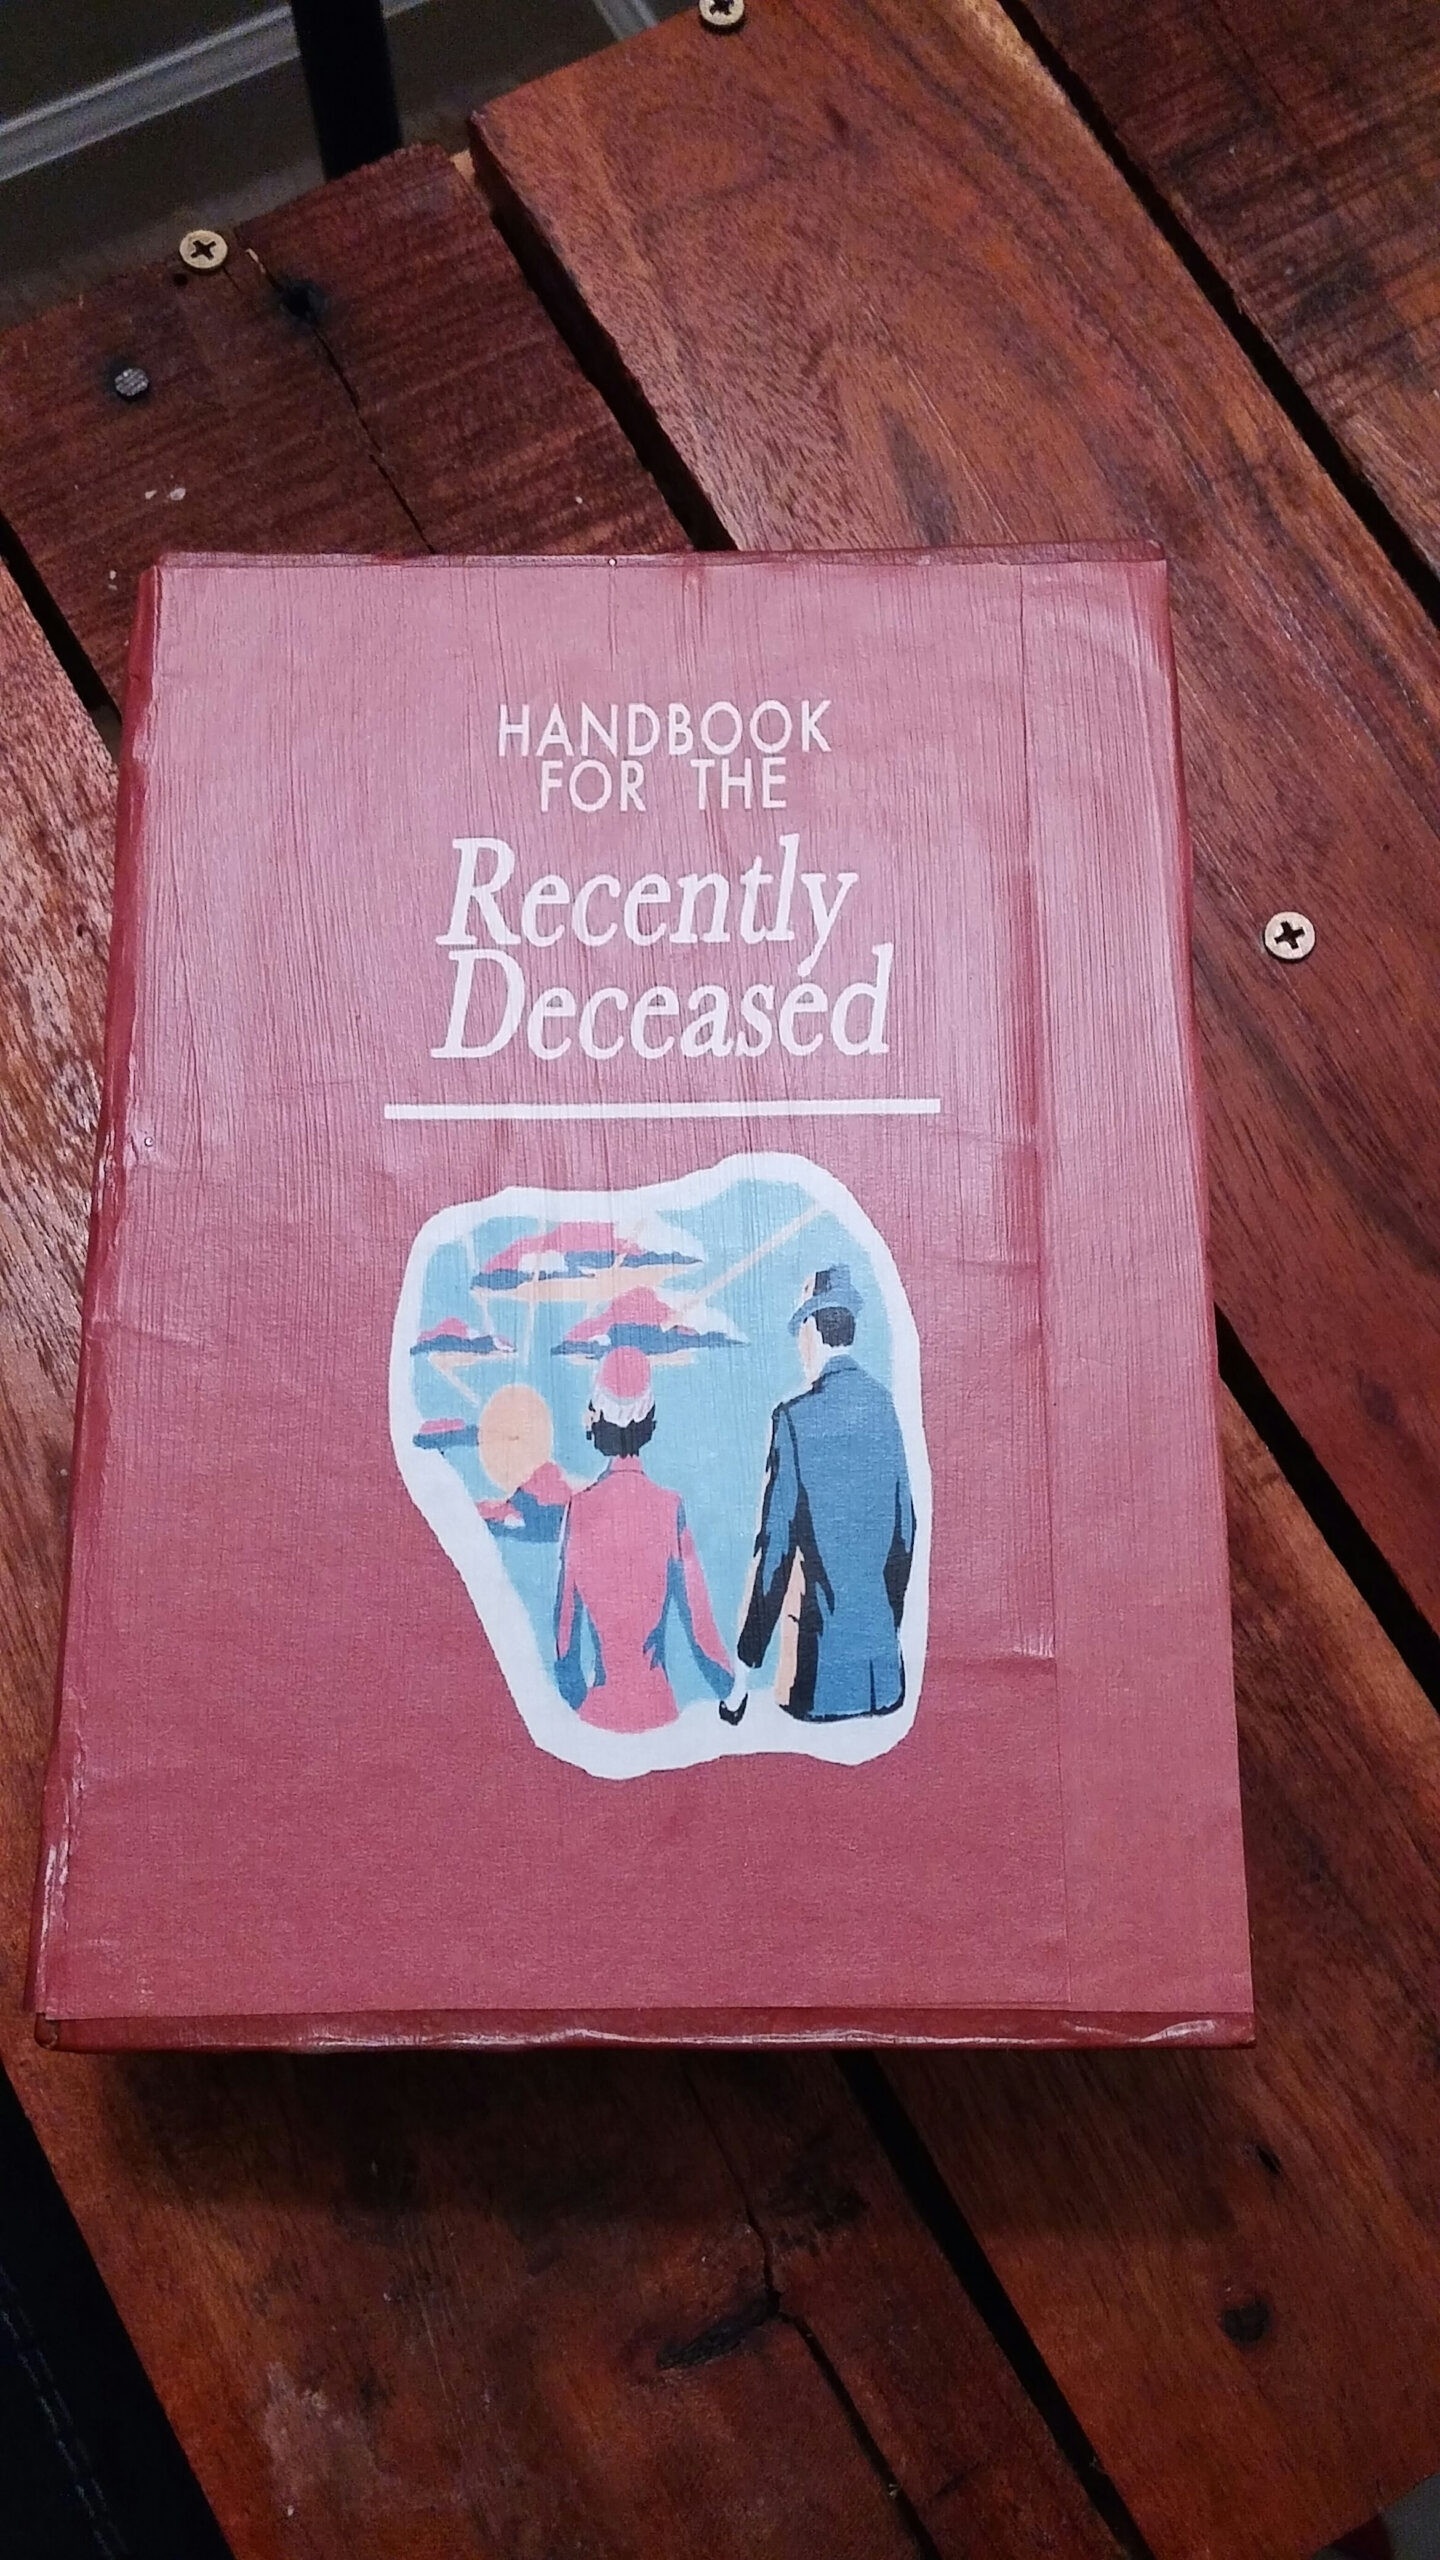 HANDBOOK
FOR THE
Recently
Deceased